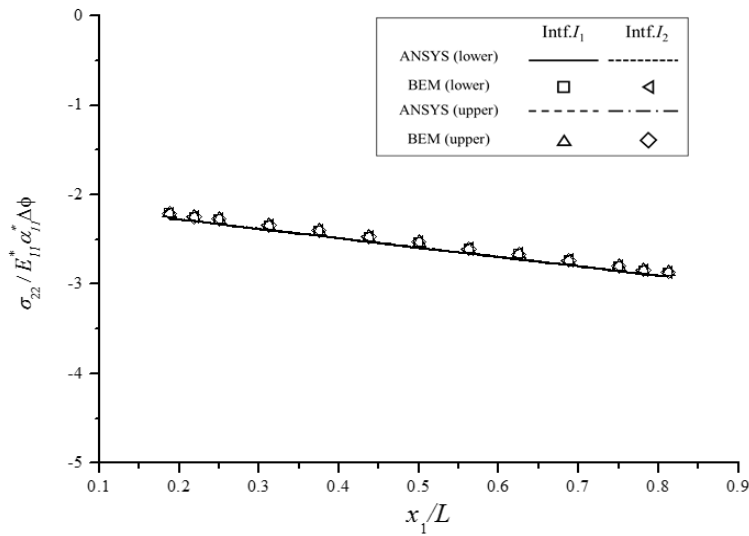 0
-1
-2
-3
-4
-5
0.1 0.2 0.3 0.4 0.5 0.6 0.7 0.8 0.9
x₁/L
σ₂₂ / E*₁₁ α*₁₁ Δϕ
Intf.I₁ Intf.I₂
ANSYS (lower)
BEM (lower)
ANSYS (upper)
BEM (upper)